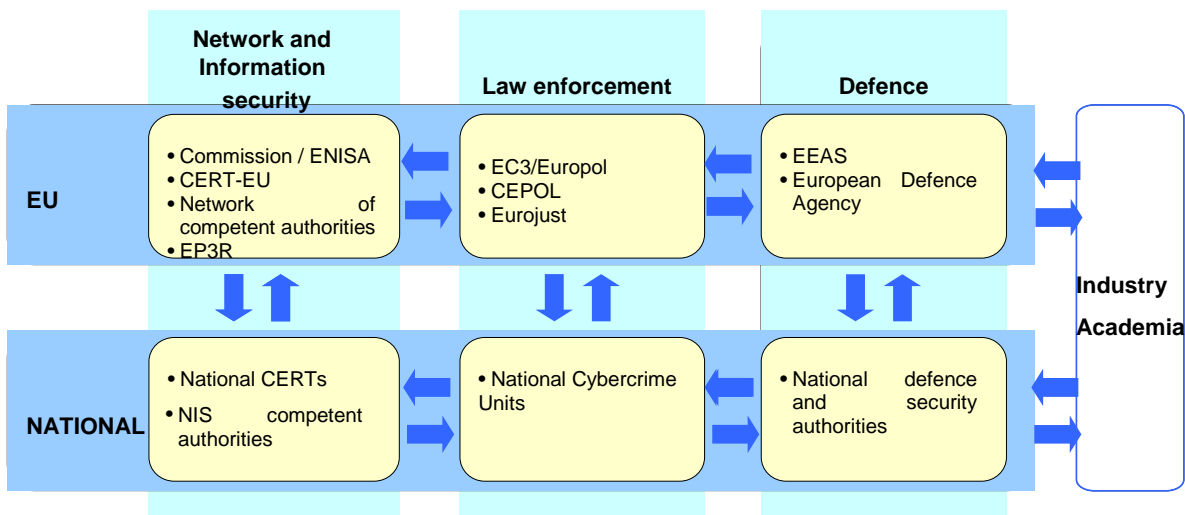 Network and
Information
security
Law enforcement
Defence
EU
• Commission / ENISA
• CERT-EU
• Network of
competent authorities
• EP3R
• EC3/Europol
• CEPOL
• Eurojust
• EEAS
• European Defence
Agency
Industry
Academia
NATIONAL
• National CERTs
• NIS competent
authorities
• National Cybercrime
Units
• National defence
and security
authorities